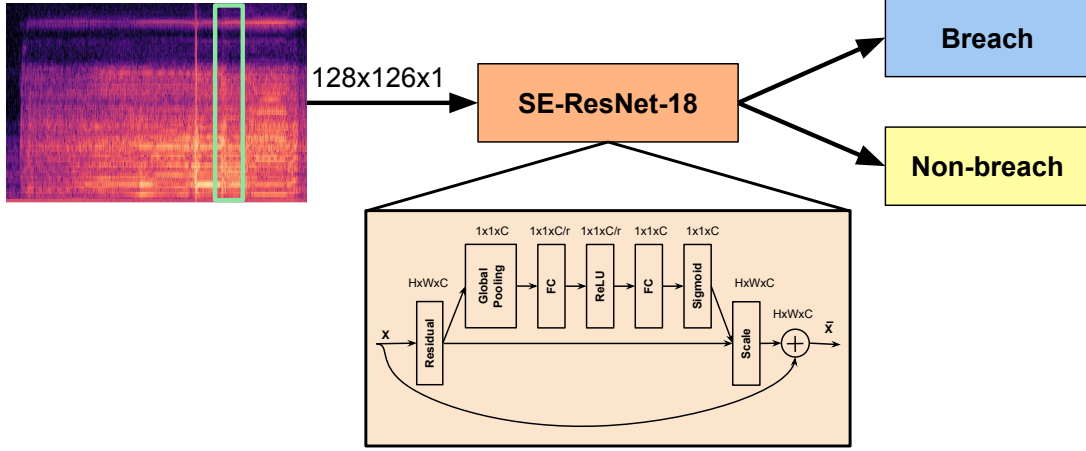 128x126x1
SE-ResNet-18
Breach
Non-breach
1x1xC
1x1xC/r
1x1xC/r
1x1xC
1x1xC
Global
Pooling
FC
ReLU
FC
Sigmoid
HxWxC
HxWxC
HxWxC
x
Residual
Scale
+
x̄